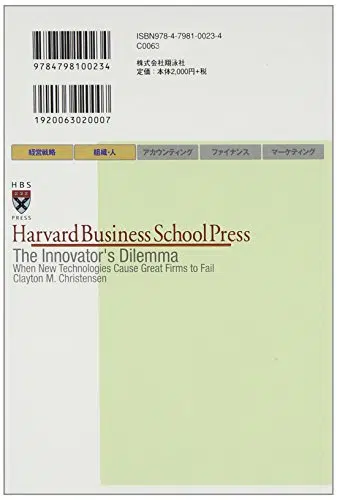 ISBN978-4-7981-0023-4
C0063
9784798100234
株式会社翔泳社
定価：本体2,000円+税
1920063020007
経営戦略
組織・人
アカウンティング
ファイナンス
マーケティング
HBS
PRESS
Harvard Business School Press
The Innovator's Dilemma
When New Technologies Cause Great Firms to Fail
Clayton M. Christensen